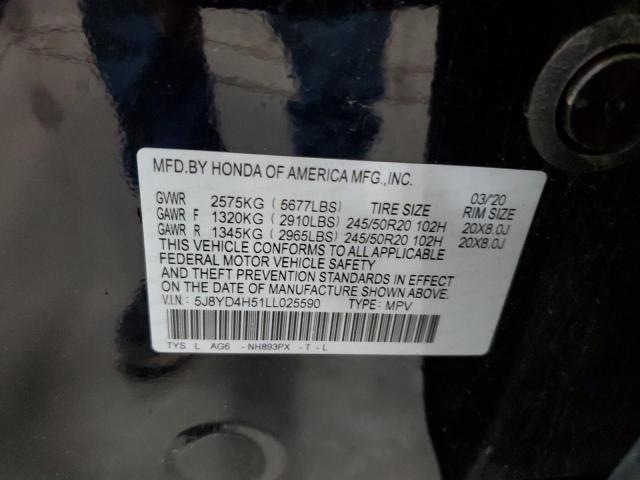 MFD.BY HONDA OF AMERICA MFG.,INC.
03/'20
GVWR 2575KG ( 5677LBS) TIRE SIZE RIM SIZE
GAWR F 1320KG ( 2910LBS) 245/50R20 102H 20X8.0J
GAWR R 1345KG ( 2965LBS) 245/50R20 102H 20X8.0J
THIS VEHICLE CONFORMS TO ALL APPLICABLE
FEDERAL MOTOR VEHICLE SAFETY
AND THEFT PREVENTION STANDARDS IN EFFECT
ON THE DATE OF MANUFACTURE SHOWN ABOVE.
V.I.N.: 5J8YD4H51LL025590 TYPE: MPV
TYS L AG6 - NH893PX - T - L